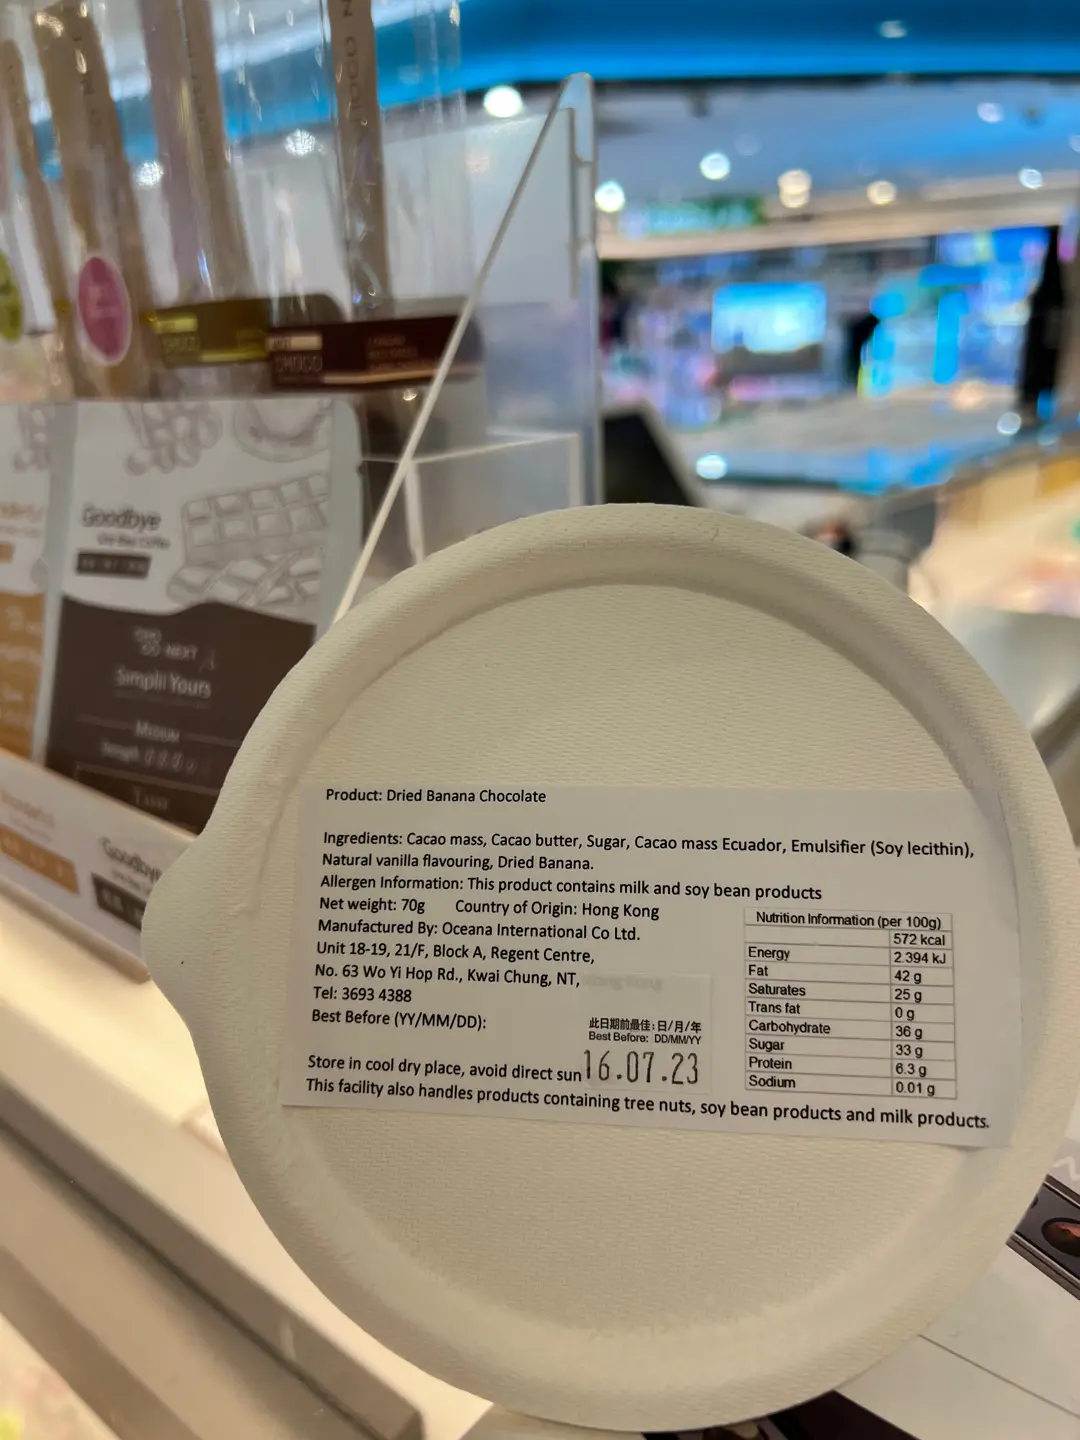 Goodbye
NEXT
Simplii Yours
MEDIUM
CHOCO
Goodbye
Product: Dried Banana Chocolate
Ingredients: Cacao mass, Cacao butter, Sugar, Cacao mass Ecuador, Emulsifier (Soy lecithin),
Natural vanilla flavouring, Dried Banana.
Allergen Information: This product contains milk and soy bean products
Net weight: 70g Country of Origin: Hong Kong
Manufactured By: Oceana International Co Ltd.
Unit 18-19, 21/F, Block A, Regent Centre,
No. 63 Wo Yi Hop Rd., Kwai Chung, NT,
Tel: 3693 4388
Best Before (YY/MM/DD):
此日期前最佳:日/月/年
Best Before: DD/MM/YY
16.07.23
Store in cool dry place, avoid direct sun
This facility also handles products containing tree nuts, soy bean products and milk products.
Nutrition Information (per 100g)
572 kcal
Energy 2.394 kJ
Fat 42 g
Saturates 25 g
Trans fat 0 g
Carbohydrate 36 g
Sugar 33 g
Protein 6.3 g
Sodium 0.01 g